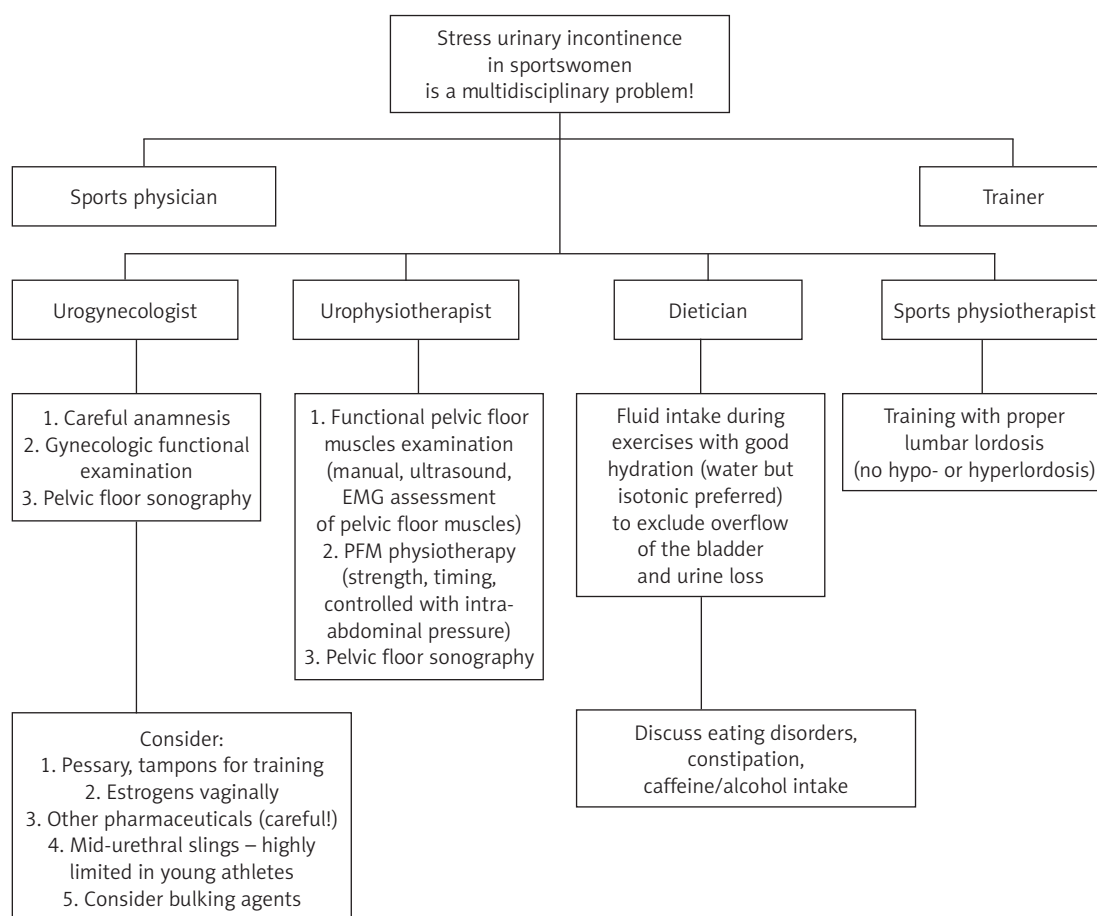 Stress urinary incontinence
in sportswomen
is a multidisciplinary problem!
Sports physician
Trainer
Urogynecologist
Urophysiotherapist
Dietician
Sports physiotherapist
1. Careful anamnesis
2. Gynecologic functional
examination
3. Pelvic floor sonography
1. Functional pelvic floor
muscles examination
(manual, ultrasound,
EMG assessment
of pelvic floor muscles)
2. PFM physiotherapy
(strength, timing,
controlled with intra-
abdominal pressure)
3. Pelvic floor sonography
Fluid intake during
exercises with good
hydration (water but
isotonic preferred)
to exclude overflow
of the bladder
and urine loss
Training with proper
lumbar lordosis
(no hypo- or hyperlordosis)
Consider:
1. Pessary, tampons for training
2. Estrogens vaginally
3. Other pharmaceuticals (careful!)
4. Mid-urethral slings – highly
limited in young athletes
5. Consider bulking agents
Discuss eating disorders,
constipation,
caffeine/alcohol intake